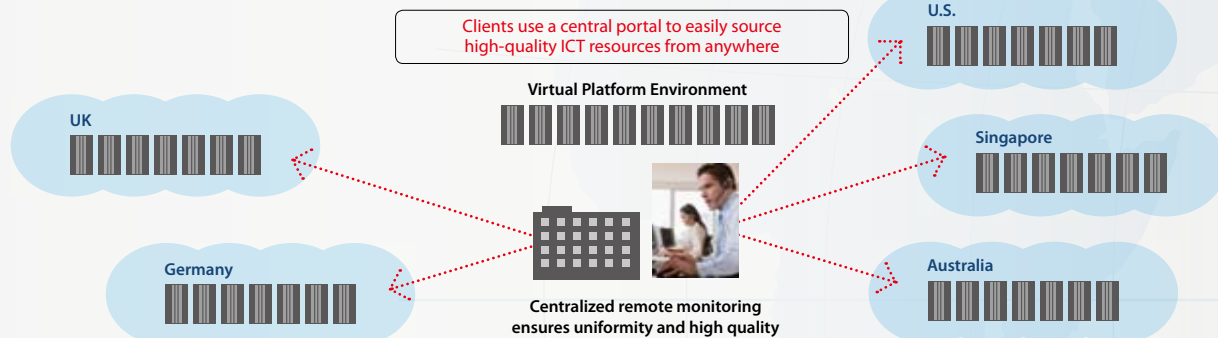 Clients use a central portal to easily source
high-quality ICT resources from anywhere
U.S.
Virtual Platform Environment
UK
Singapore
Germany
Australia
Centralized remote monitoring
ensures uniformity and high quality